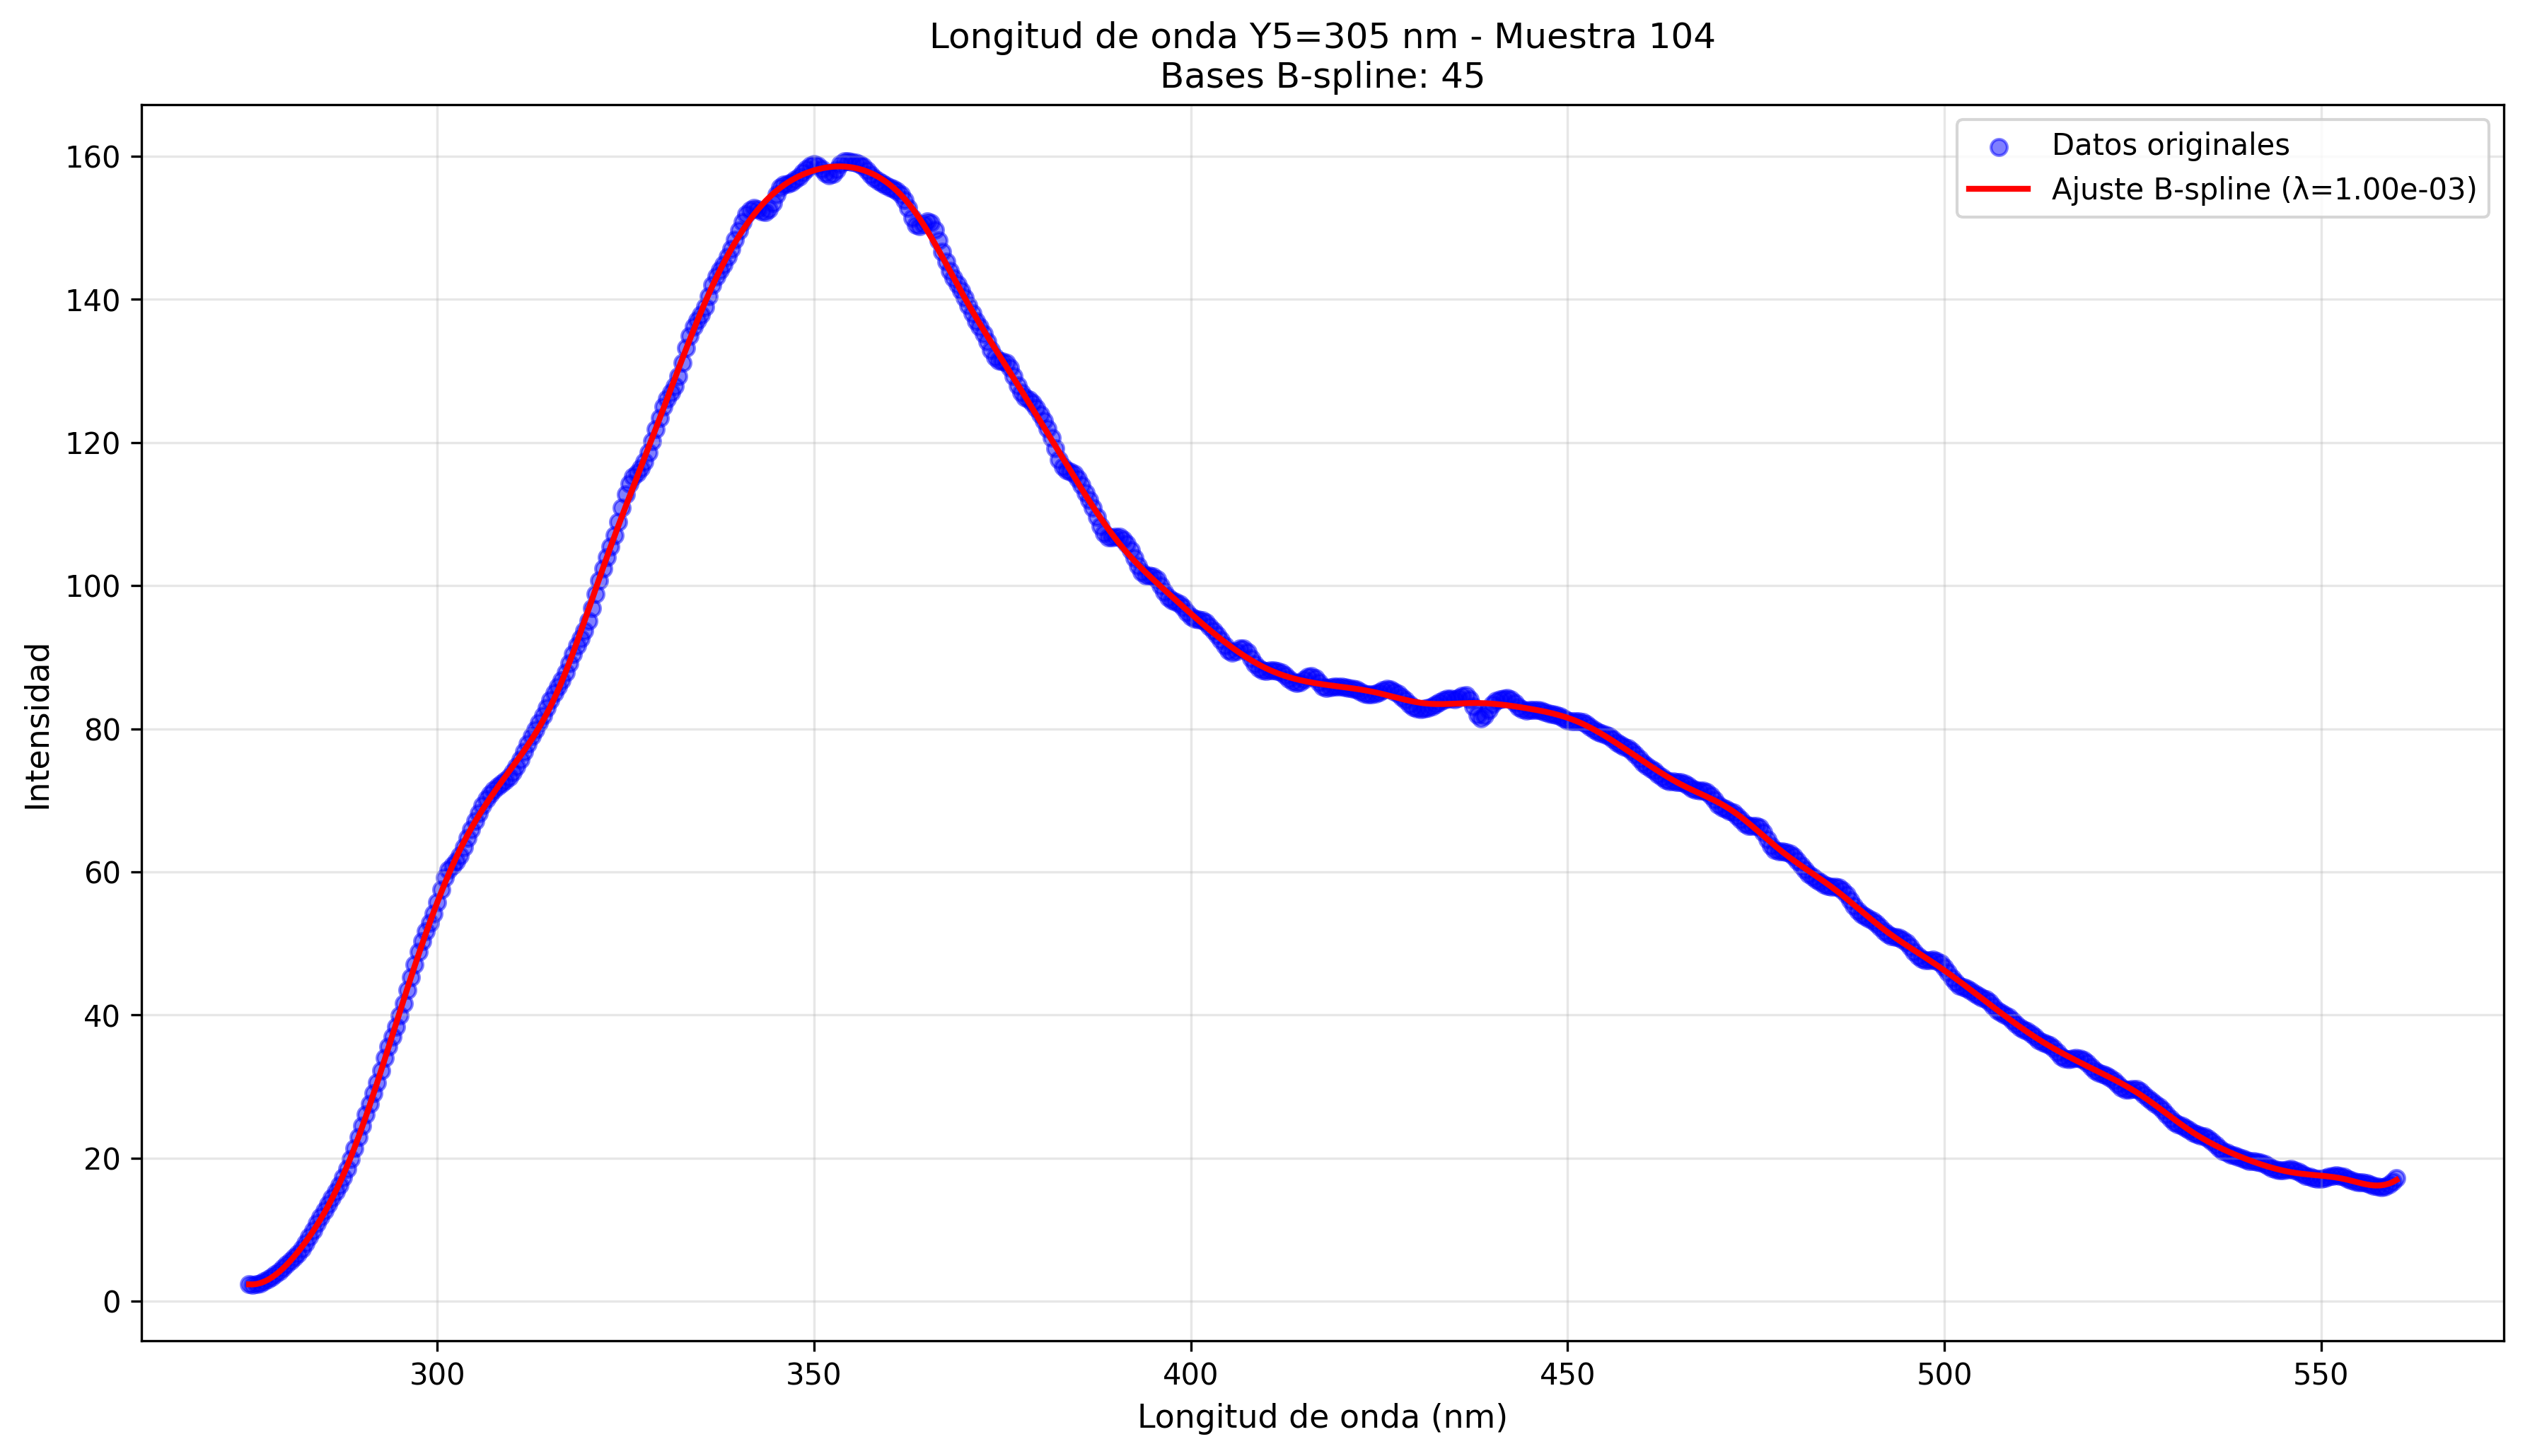 Longitud de onda Y5=305 nm - Muestra 104
Bases B-spline: 45
Datos originales
Ajuste B-spline (λ=1.00e-03)
Intensidad
160
140
120
100
80
60
40
20
0
300 350 400 450 500 550
Longitud de onda (nm)